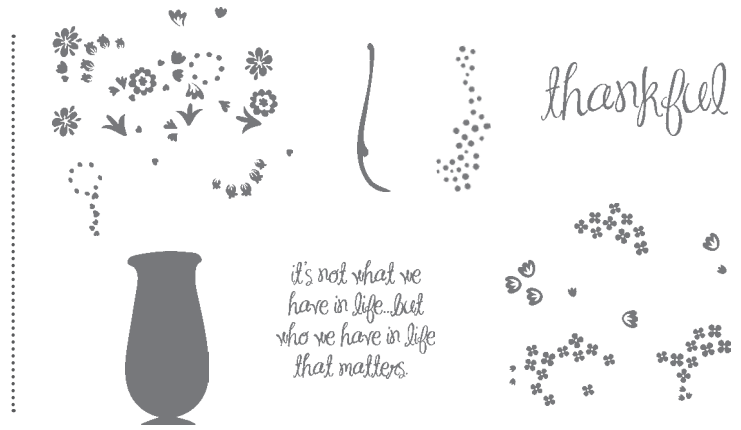 thankful
it's not what we
have in life...but
who we have in life
that matters.